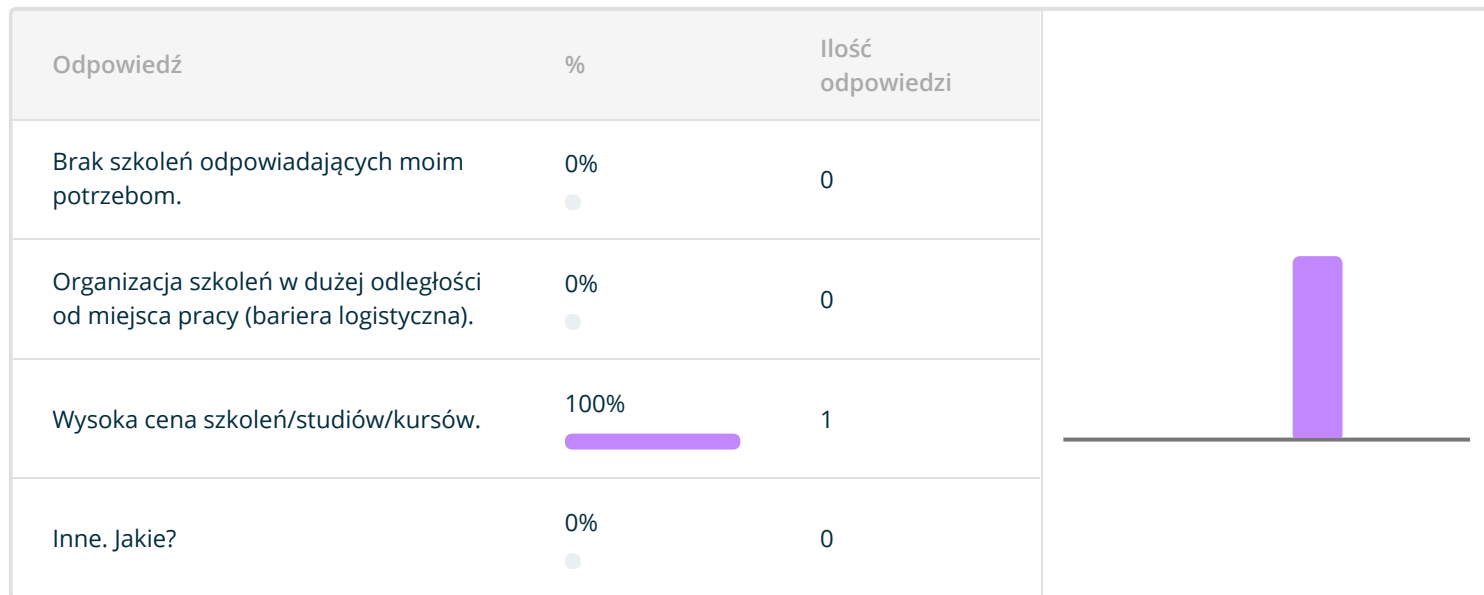 Odpowiedź
%
Ilość
odpowiedzi
Brak szkoleń odpowiadających moim
potrzebom.
0%
0
Organizacja szkoleń w dużej odległości
od miejsca pracy (bariera logistyczna).
0%
0
Wysoka cena szkoleń/studiów/kursów.
100%
1
Inne. Jakie?
0%
0